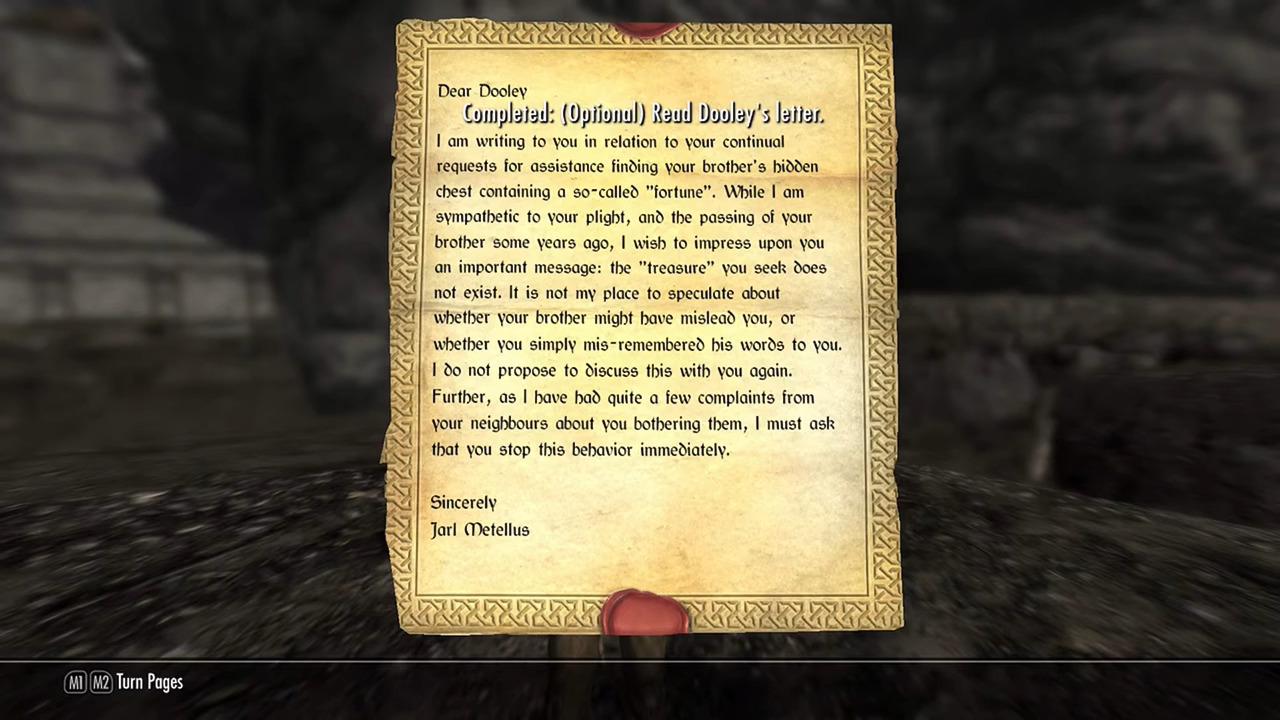 Dear Dooley
Completed: (Optional) Read Dooley's letter.
I am writing to you in relation to your continual
requests for assistance finding your brother's hidden
chest containing a so-called "fortune". While I am
sympathetic to your plight, and the passing of your
brother some years ago, I wish to impress upon you
an important message: the "treasure" you seek does
not exist. It is not my place to speculate about
whether your brother might have mislead you, or
whether you simply mis-remembered his words to you.
I do not propose to discuss this with you again.
Further, as I have had quite a few complaints from
your neighbours about you bothering them, I must ask
that you stop this behavior immediately.
Sincerely
Jarl Metellus
M1 M2 Turn Pages